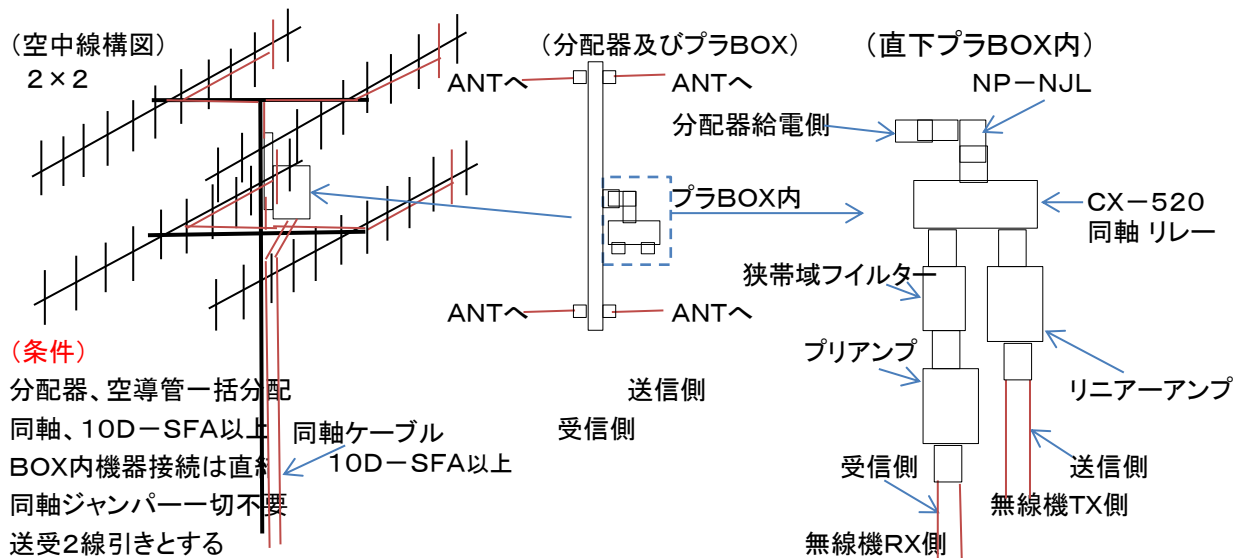 (空中線構図)
2×2
(分配器及びプラBOX)
(直下プラBOX内)
NP-NJL
ANTへ
ANTへ
分配器給電側
プラBOX内
CX-520
同軸 リレー
狭帯域フイルター
ANTへ
ANTへ
プリアンプ
リニアーアンプ
(条件)
分配器、空導管一括分配
送信側
受信側
同軸、10D-SFA以上
同軸ケーブル
10D-SFA以上
BOX内機器接続は直結
同軸ジャンパー一切不要
送受2線引きとする
受信側
送信側
無線機TX側
無線機RX側